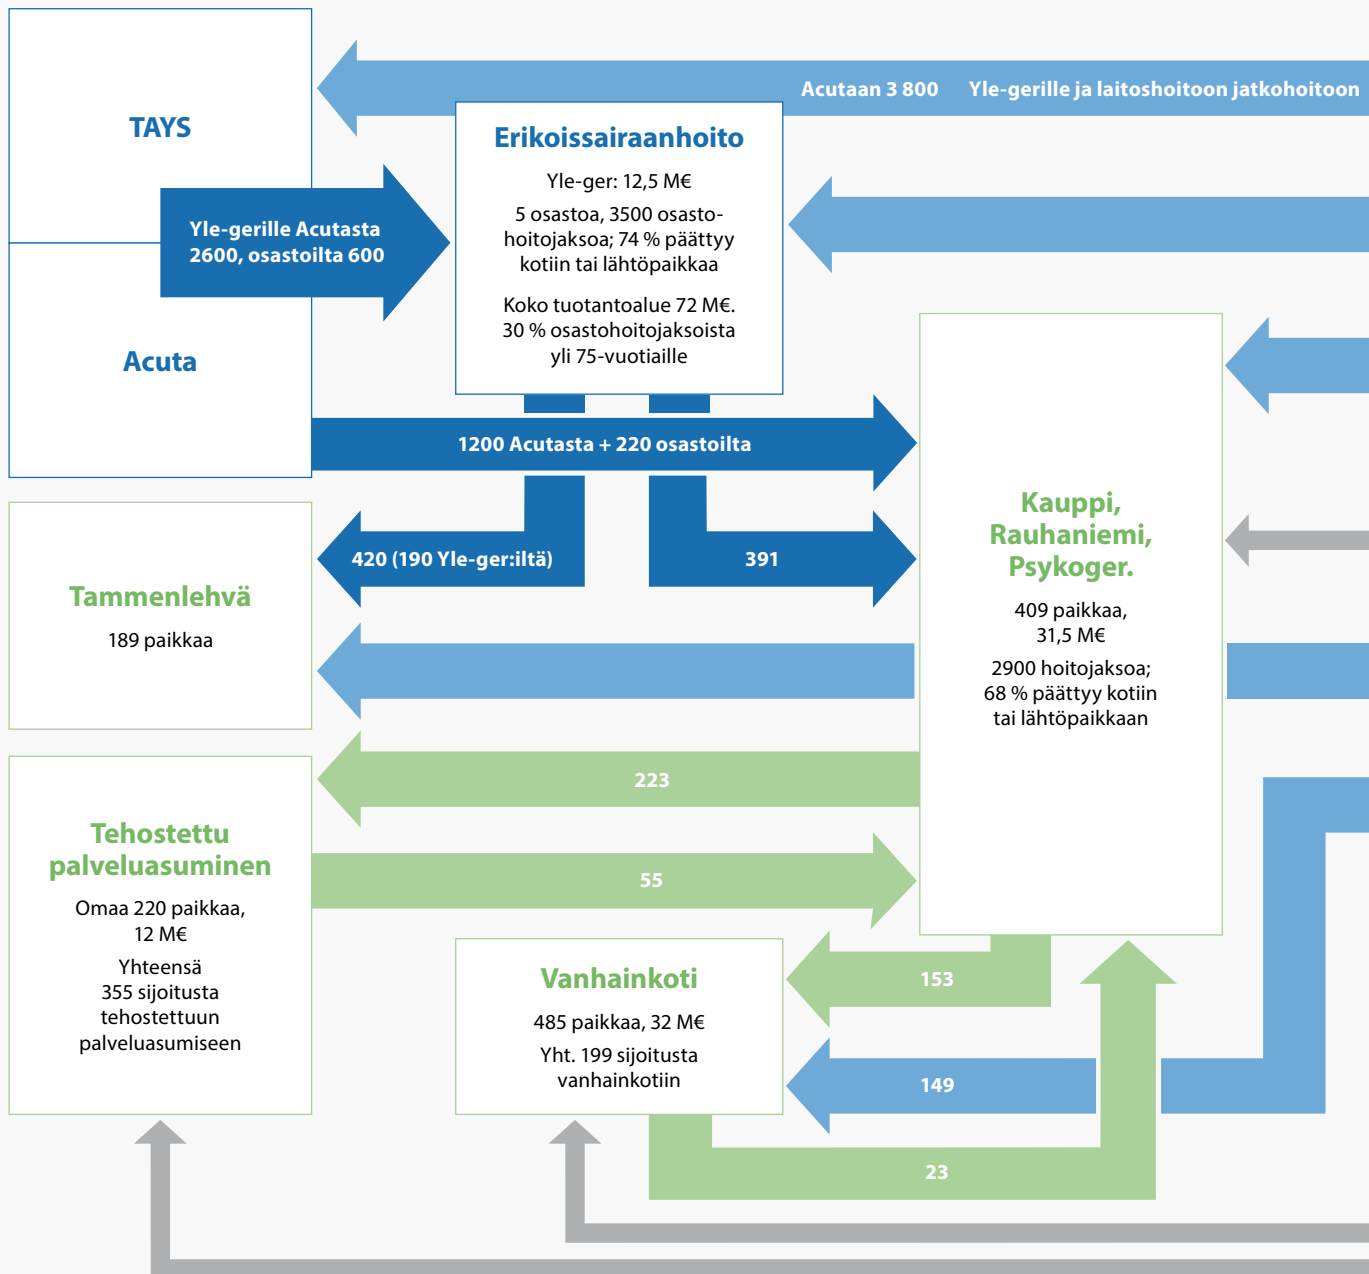 TAYS
Acutaan 3 800 Yle-gerille ja laitoshoitoon jatkohoitoon
Erikoissairaanhoito
Yle-ger: 12,5 M€
5 osastoa, 3500 osasto-
hoitojaksoa; 74 % päättyy
kotiin tai lähtöpaikkaa
Koko tuotantoalue 72 M€.
30 % osastohoitojaksoista
yli 75-vuotiaille
Yle-gerille Acutasta
2600, osastoilta 600
Acuta
1200 Acutasta + 220 osastoilta
420 (190 Yle-ger:iltä)
391
Kauppi,
Rauhaniemi,
Psykoger.
409 paikkaa,
31,5 M€
2900 hoitojaksoa;
68 % päättyy kotiin
tai lähtöpaikkaan
Tammenlehvä
189 paikkaa
223
Tehostettu
palveluasuminen
Omaa 220 paikkaa,
12 M€
Yhteensä
355 sijoitusta
tehostettuun
palveluasumiseen
55
Vanhainkoti
485 paikkaa, 32 M€
Yht. 199 sijoitusta
vanhainkotiin
153
149
23